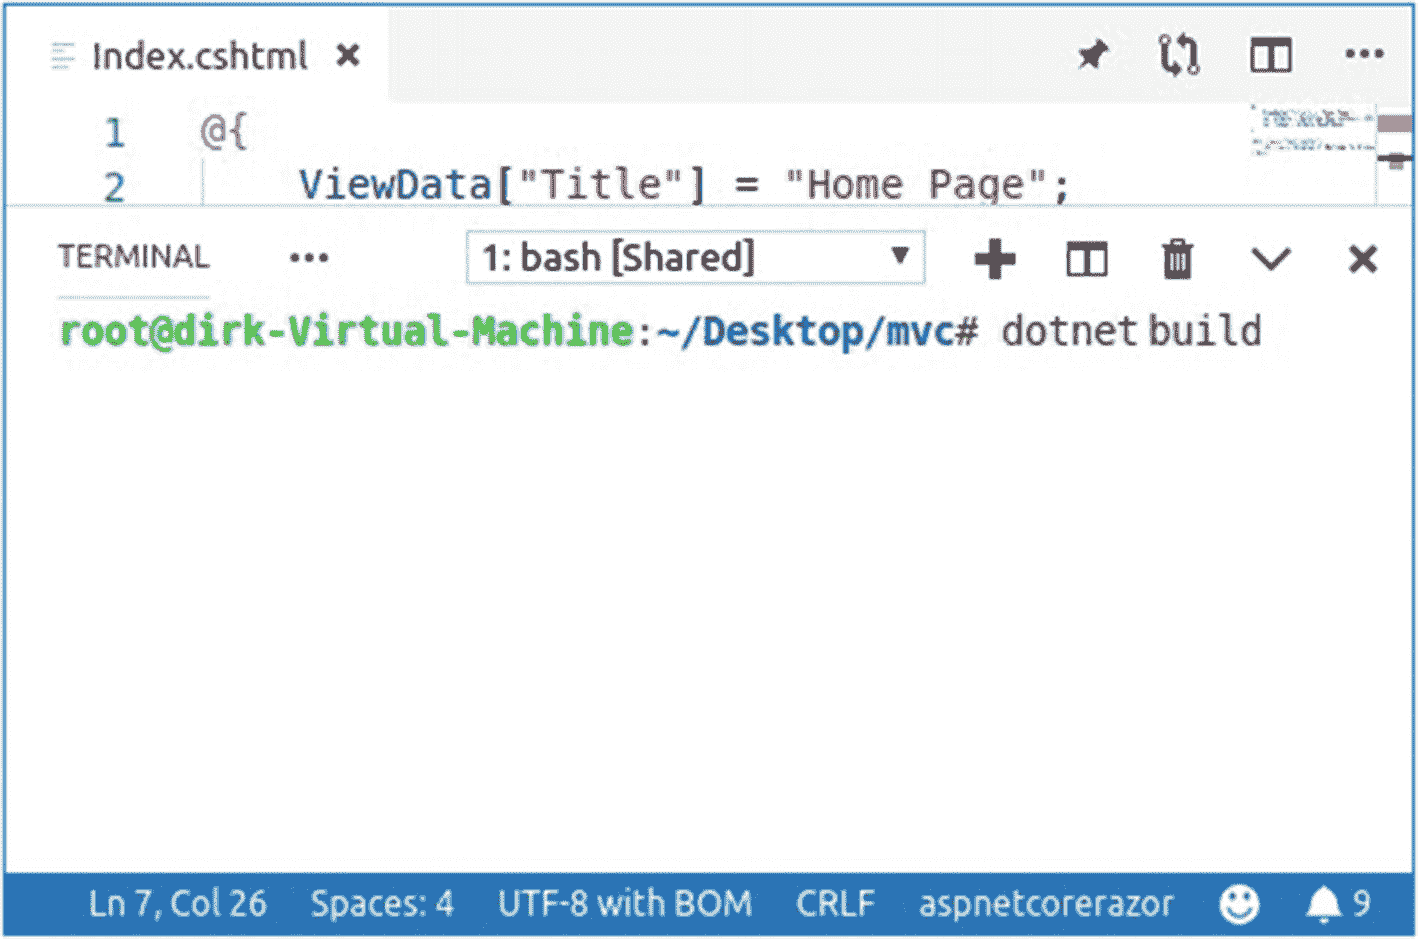 Index.cshtml
1 @{
2 ViewData["Title"] = "Home Page";
TERMINAL ... 1: bash [Shared]
root@dirk-Virtual-Machine:~/Desktop/mvc# dotnet build
Ln 7, Col 26 Spaces: 4 UTF-8 with BOM CRLF aspnetcorerazor 9